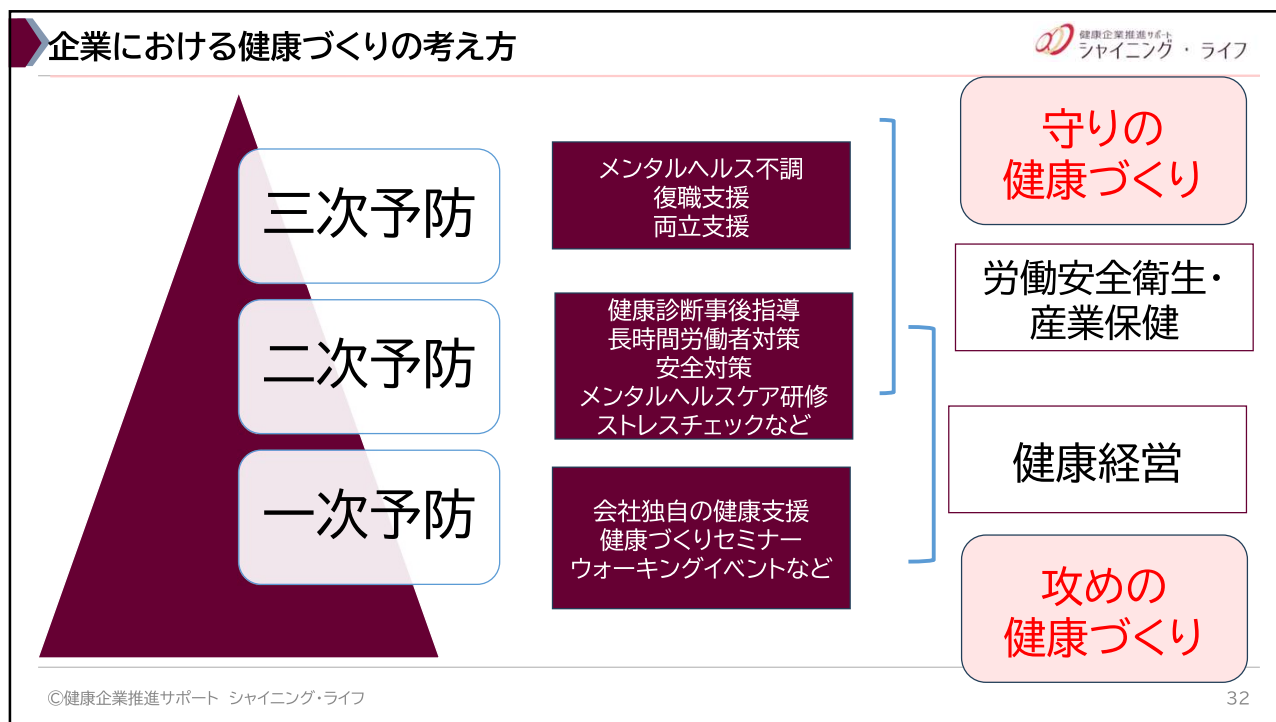 企業における健康づくりの考え方
健康企業推進サポート
シャイニング・ライフ
三次予防
メンタルヘルス不調
復職支援
両立支援
守りの
健康づくり
労働安全衛生・
産業保健
二次予防
健康診断事後指導
長時間労働者対策
安全対策
メンタルヘルスケア研修
ストレスチェックなど
健康経営
一次予防
会社独自の健康支援
健康づくりセミナー
ウォーキングイベントなど
攻めの
健康づくり
©健康企業推進サポート シャイニング・ライフ
32